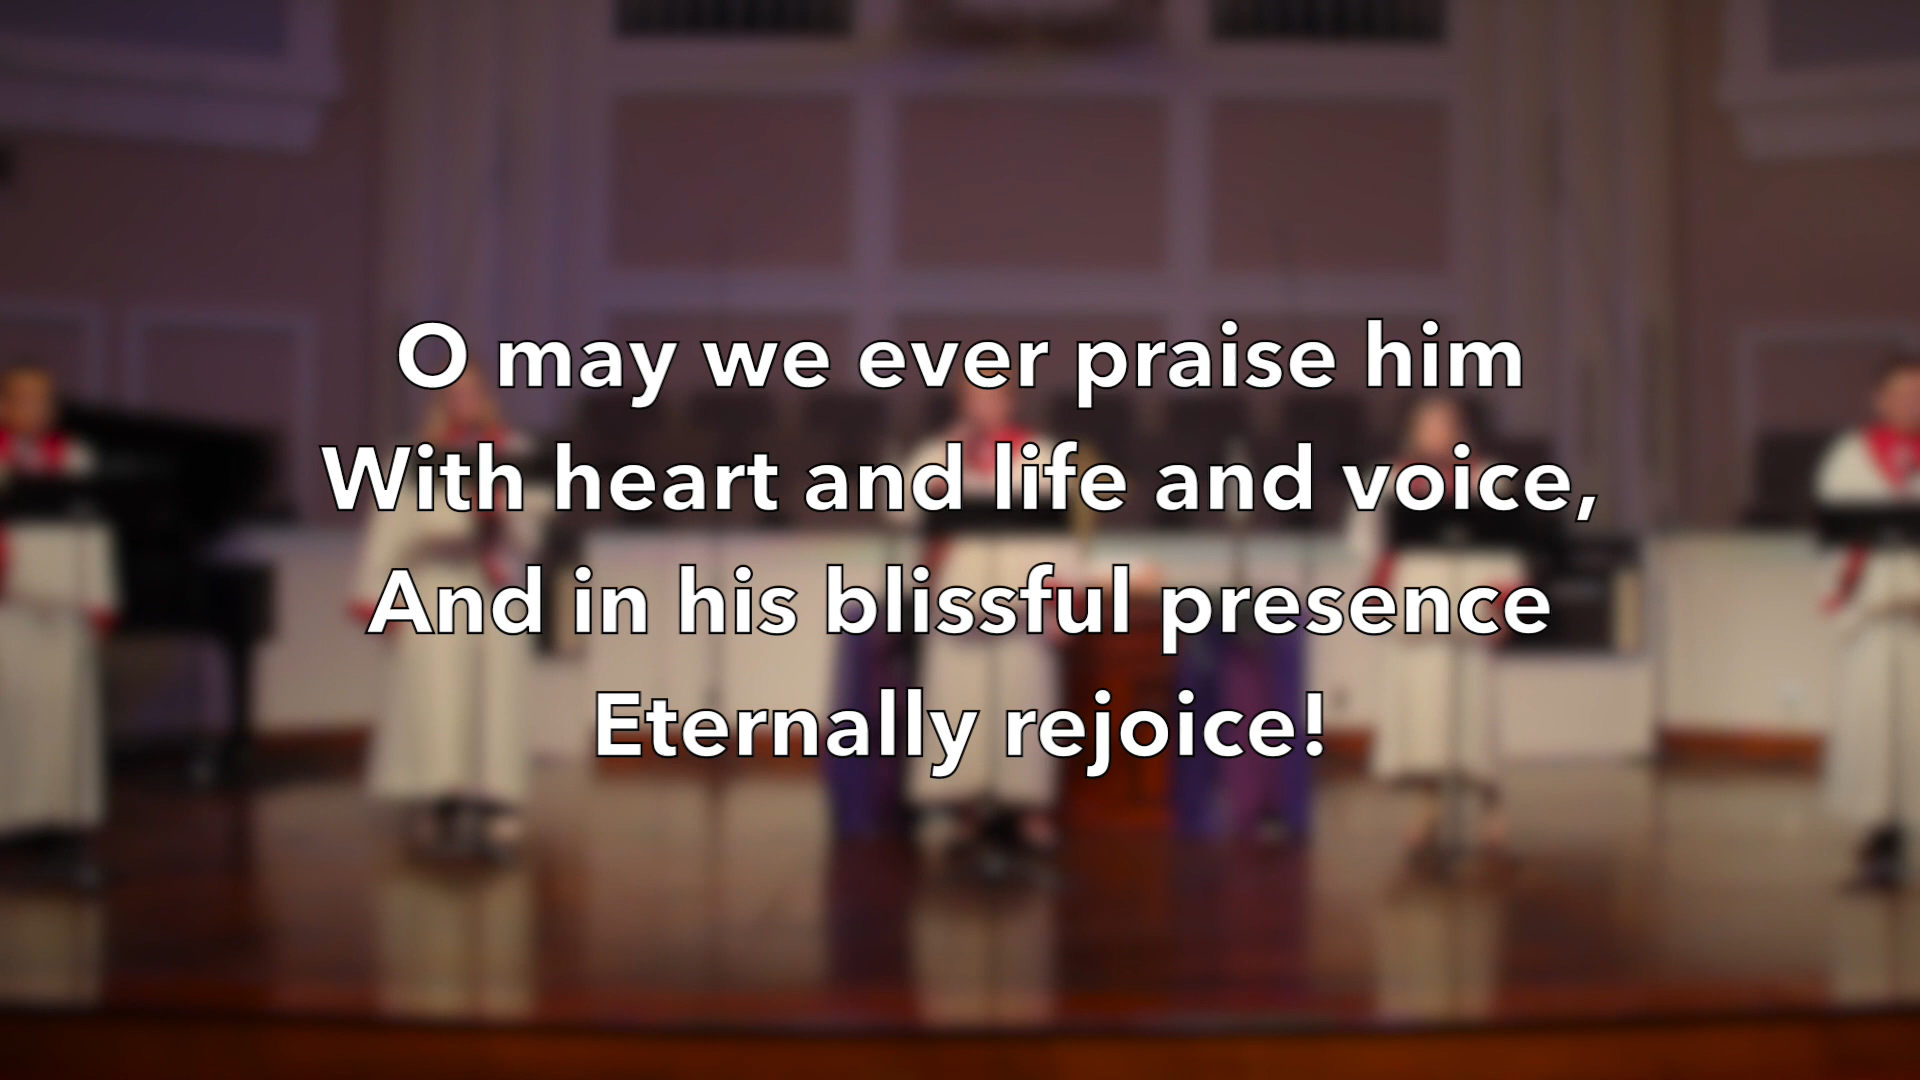 O may we ever praise him
With heart and life and voice,
And in his blissful presence
Eternally rejoice!